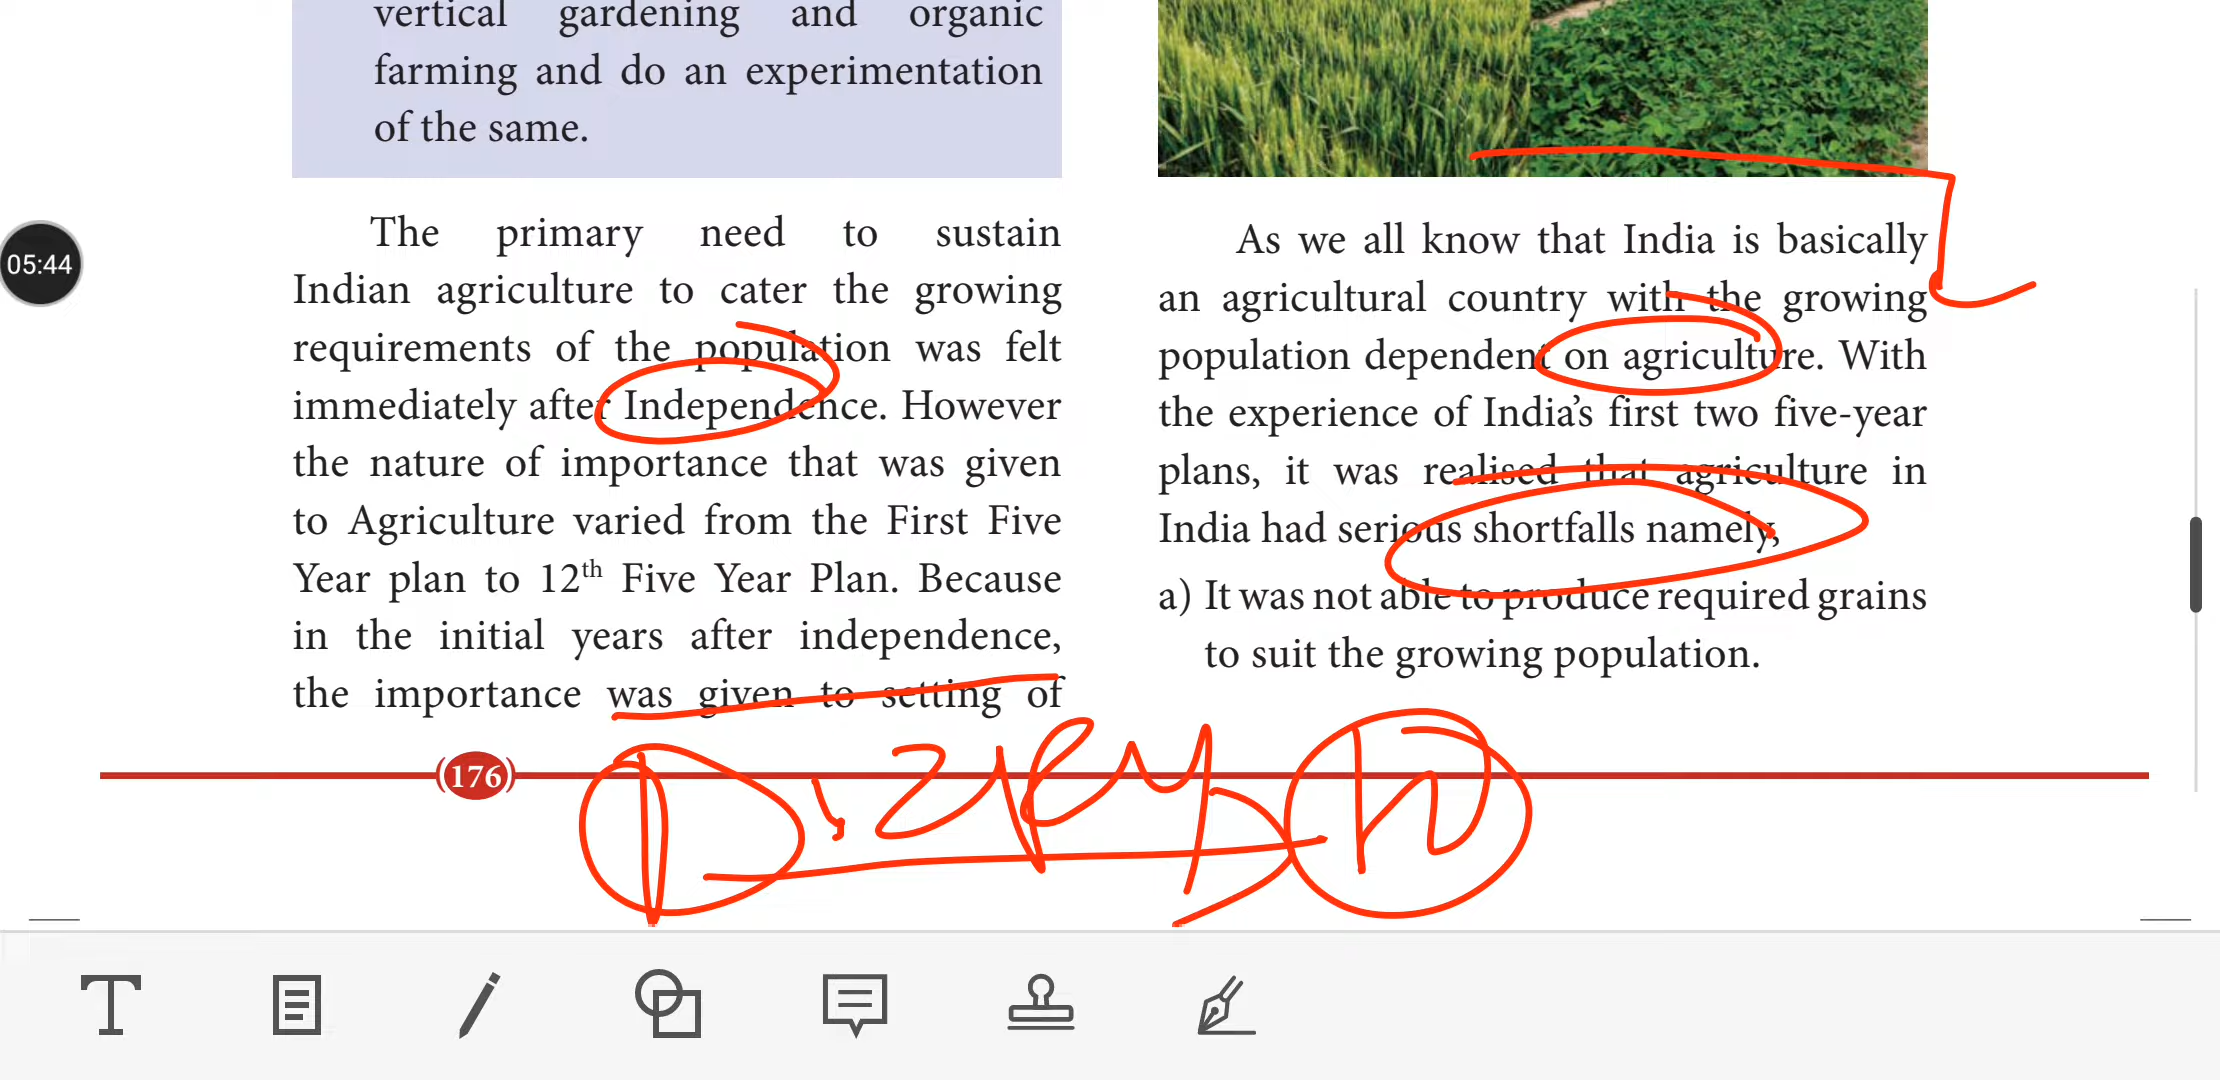 vertical gardening and organic
farming and do an experimentation
of the same.
The primary need to sustain
Indian agriculture to cater the growing
requirements of the population was felt
immediately after Independence. However
the nature of importance that was given
to Agriculture varied from the First Five
Year plan to 12th Five Year Plan. Because
in the initial years after independence,
the importance was given to setting of
As we all know that India is basically
an agricultural country with the growing
population dependent on agriculture. With
the experience of India's first two five-year
plans, it was realised that agriculture in
India had serious shortfalls namely,
a) It was not able to produce required grains
to suit the growing population.
176
05:44